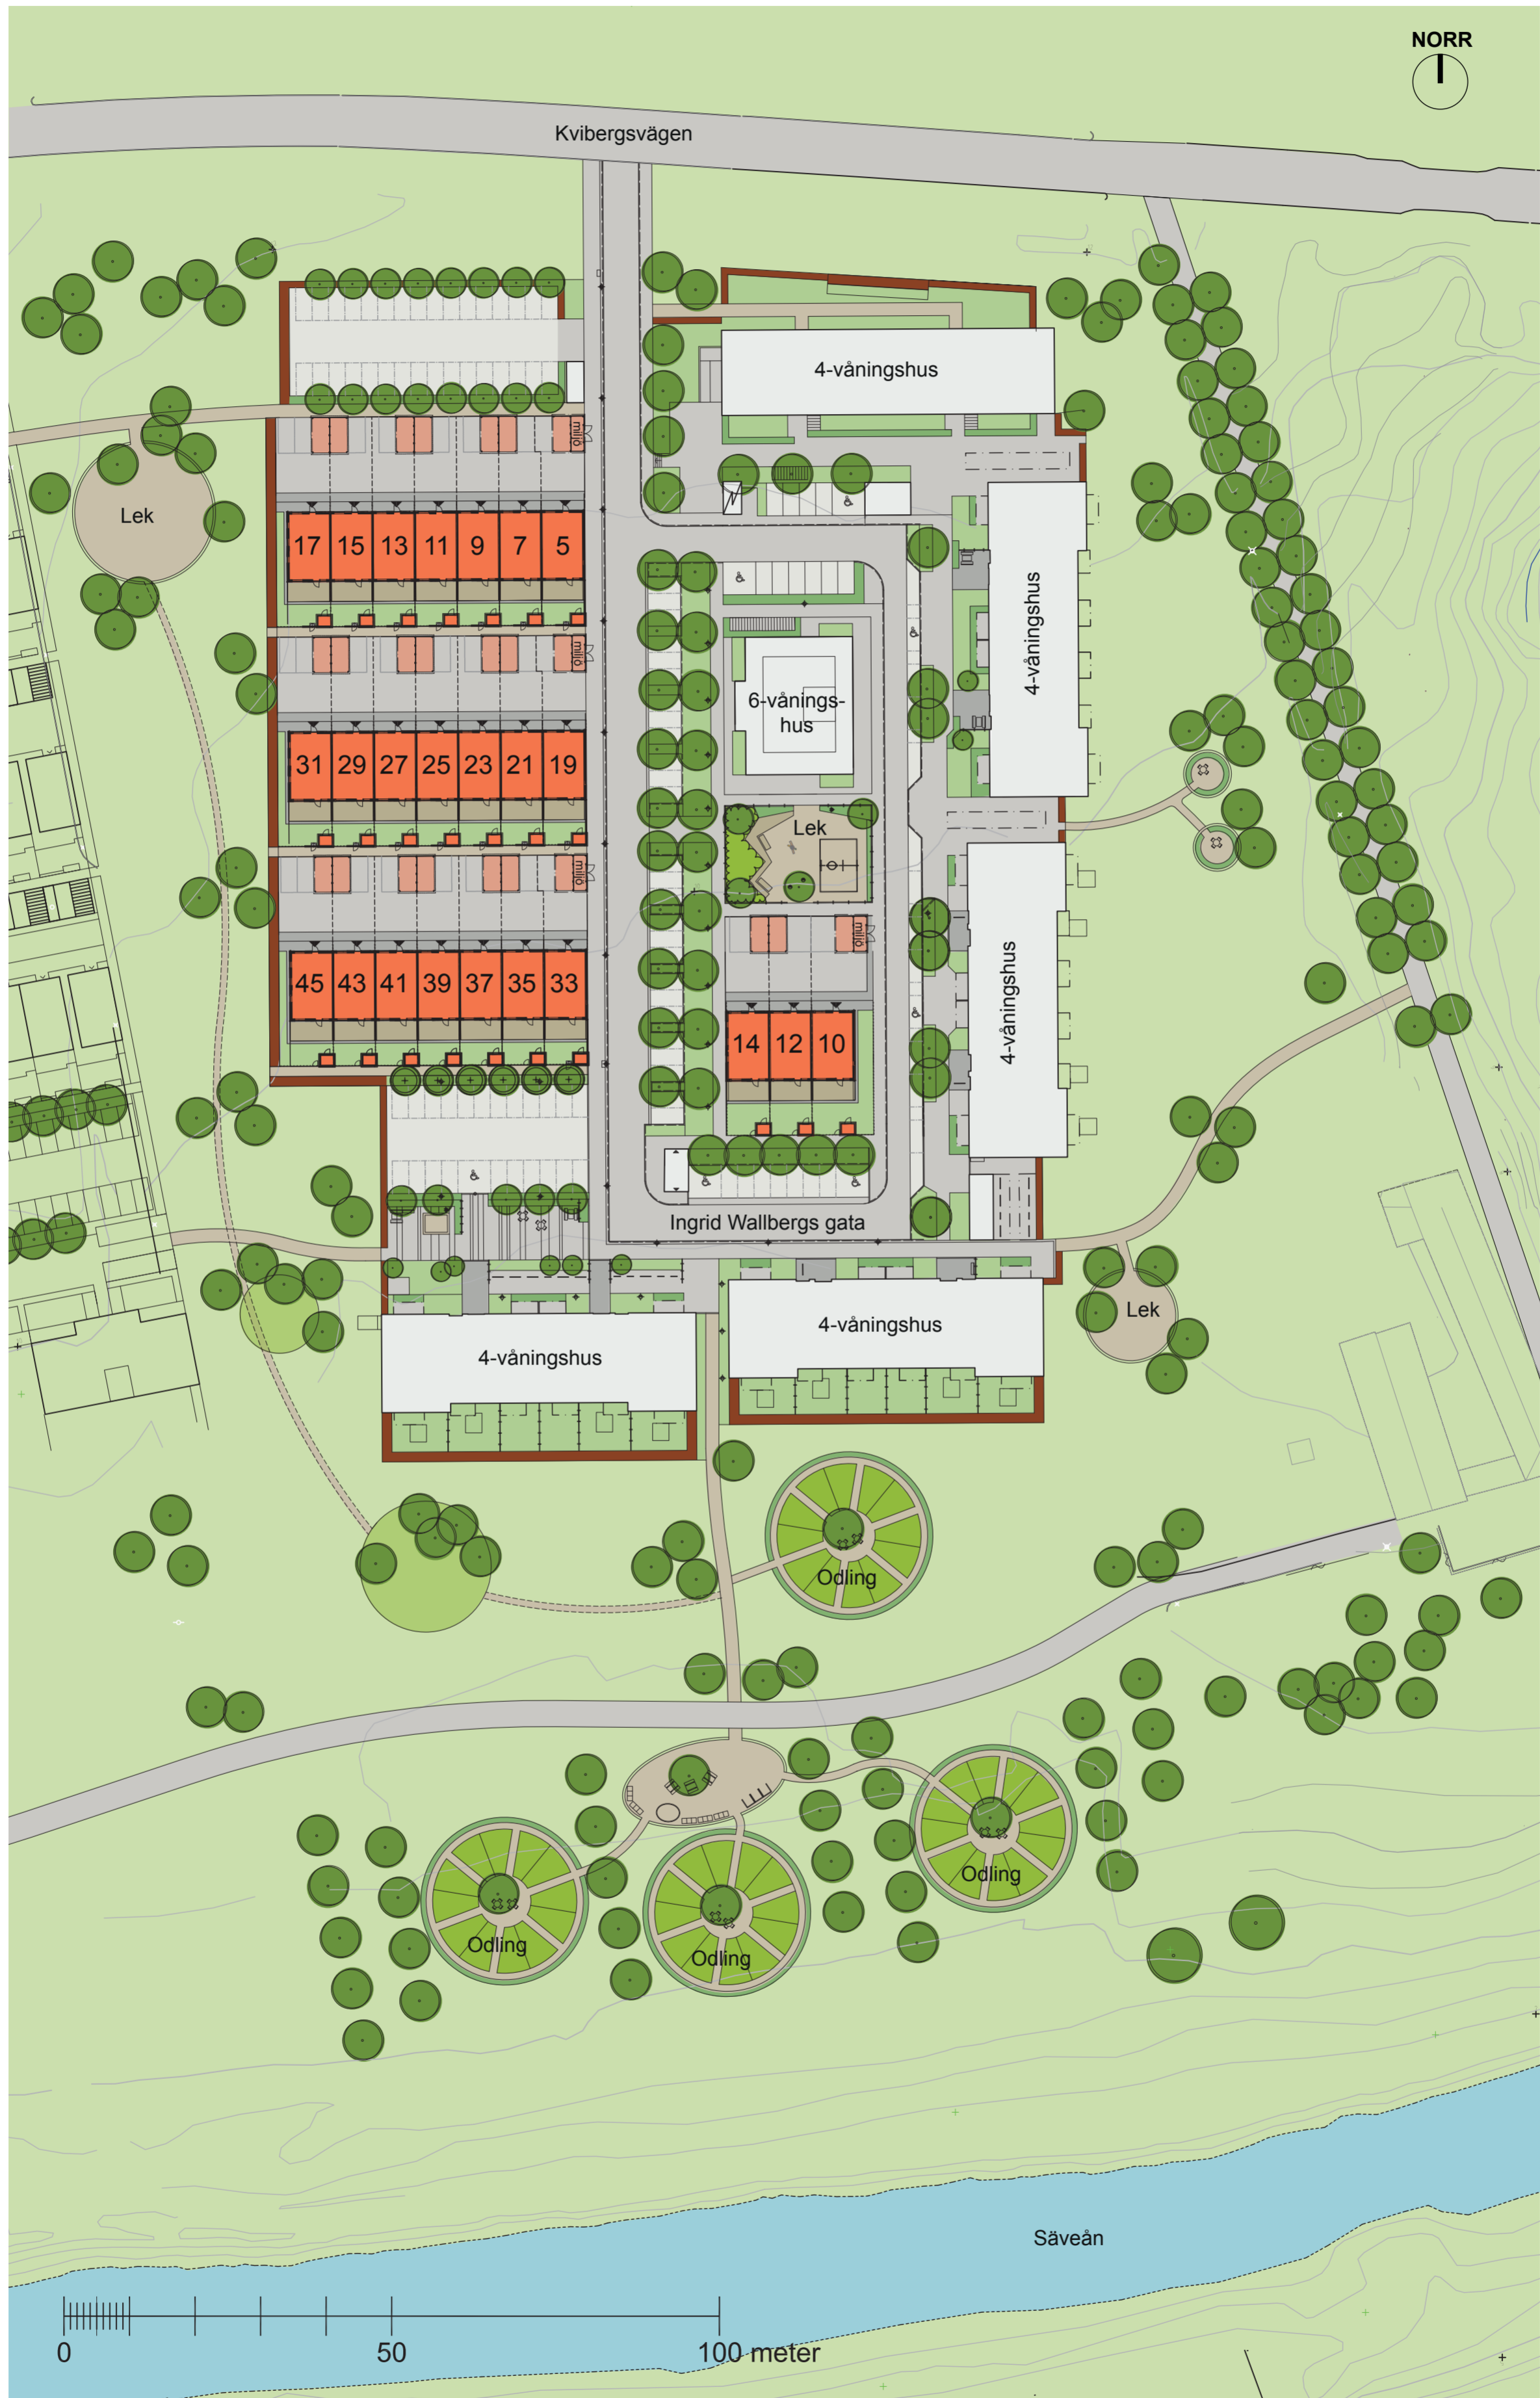 NORR
Kvibergsvägen
4-våningshus
miljö
Lek
17 15 13 11 9 7 5
miljö
4-våningshus
6-vånings-
hus
31 29 27 25 23 21 19
Lek
miljö
miljö
45 43 41 39 37 35 33
4-våningshus
14 12 10
Ingrid Wallbergs gata
Lek
4-våningshus
4-våningshus
Odling
Odling
Odling
Odling
Säveån
0 50 100 meter